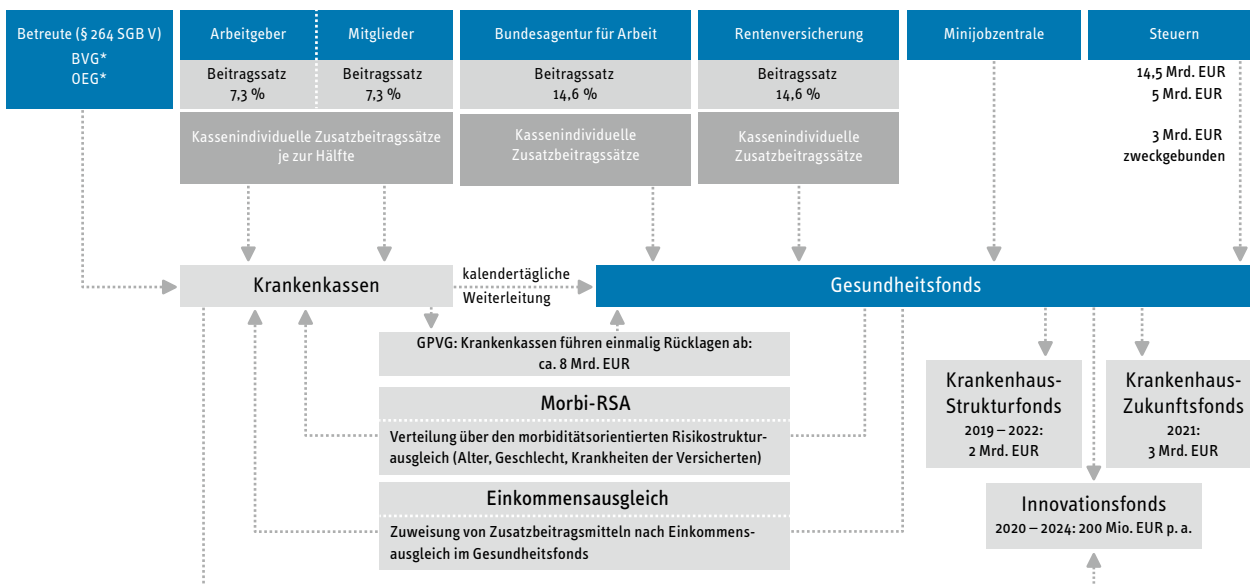 Betreute (§ 264 SGB V)
BVG*
OEG*
Arbeitgeber
Mitglieder
Bundesagentur für Arbeit
Rentenversicherung
Minijobzentrale
Steuern
Beitragssatz
7,3 %
Beitragssatz
7,3 %
Beitragssatz
14,6 %
Beitragssatz
14,6 %
14,5 Mrd. EUR
5 Mrd. EUR
3 Mrd. EUR
zweckgebunden
Kassenindividuelle Zusatzbeitragssätze
je zur Hälfte
Kassenindividuelle
Zusatzbeitragssätze
Kassenindividuelle
Zusatzbeitragssätze
Krankenkassen
kalendertägliche
Weiterleitung
Gesundheitsfonds
GPVG: Krankenkassen führen einmalig Rücklagen ab:
ca. 8 Mrd. EUR
Morbi-RSA
Verteilung über den morbiditätsorientierten Risikostruktur-
ausgleich (Alter, Geschlecht, Krankheiten der Versicherten)
Einkommensausgleich
Zuweisung von Zusatzbeitragsmitteln nach Einkommens-
ausgleich im Gesundheitsfonds
Krankenhaus-
Strukturfonds
2019 – 2022:
2 Mrd. EUR
Krankenhaus-
Zukunftsfonds
2021:
3 Mrd. EUR
Innovationsfonds
2020 – 2024: 200 Mio. EUR p. a.